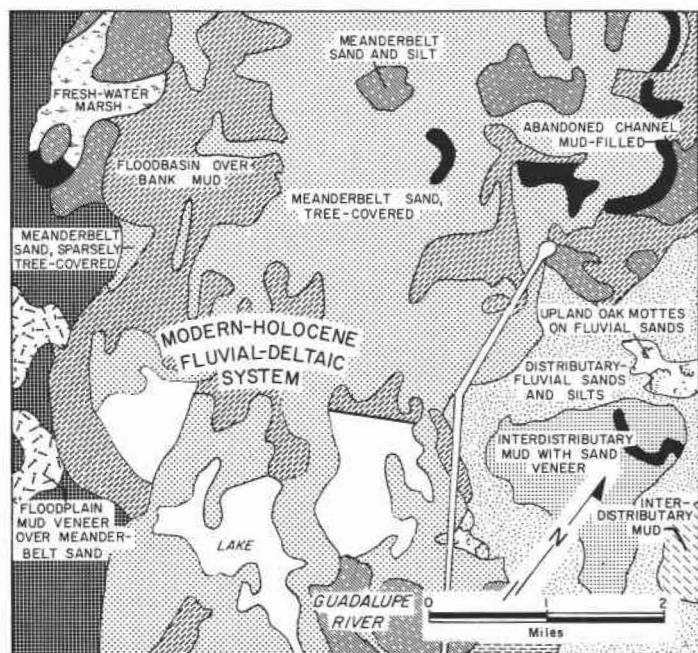 MEANDERBELT
SAND AND SILT
FRESH-WATER
MARSH
ABANDONED CHANNEL
MUD-FILLED
FLOODBASIN OVER
BANK MUD
MEANDERBELT SAND,
TREE-COVERED
MEANDERBELT
SAND, SPARSELY
TREE-COVERED
UPLAND OAK MOTTES
ON FLUVIAL SANDS
MODERN-HOLOCENE
FLUVIAL-DELTAIC
SYSTEM
DISTRIBUTARY-
FLUVIAL SANDS
AND SILTS
INTERDISTRIBUTARY
MUD WITH SAND
VENEER
FLOODPLAIN
MUD VENEER
OVER MEANDER-
BELT SAND
INTER-
DISTRIBUTARY
MUD
LAKE
N
GUADALUPE
RIVER
0 1 2
Miles